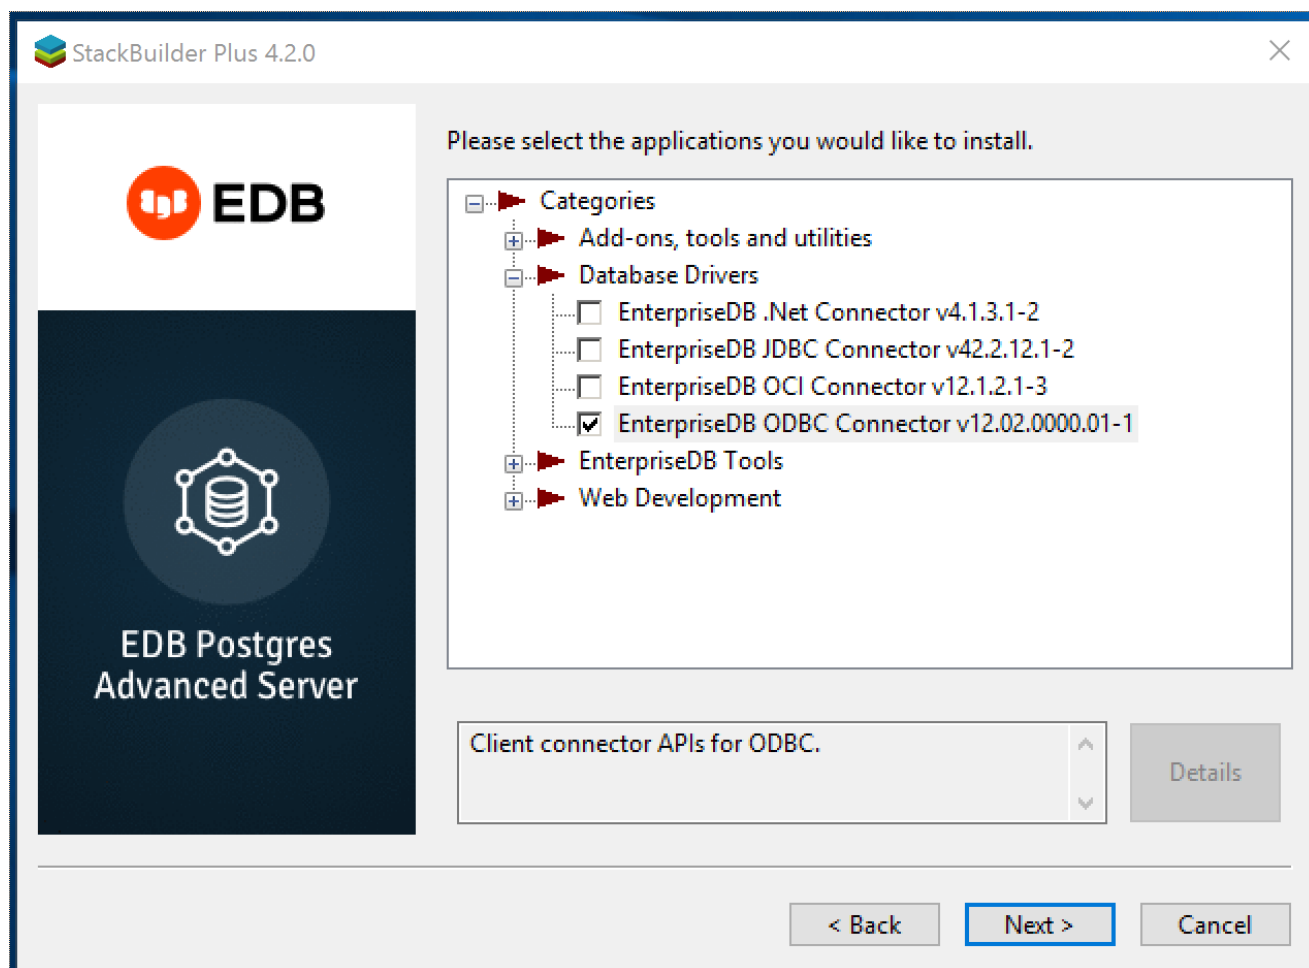 StackBuilder Plus 4.2.0
EDB
EDB Postgres
Advanced Server
Please select the applications you would like to install.
Categories
Add-ons, tools and utilities
Database Drivers
EnterpriseDB .Net Connector v4.1.3.1-2
EnterpriseDB JDBC Connector v42.2.12.1-2
EnterpriseDB OCI Connector v12.1.2.1-3
EnterpriseDB ODBC Connector v12.02.0000.01-1
EnterpriseDB Tools
Web Development
Client connector APIs for ODBC.
Details
< Back
Next >
Cancel